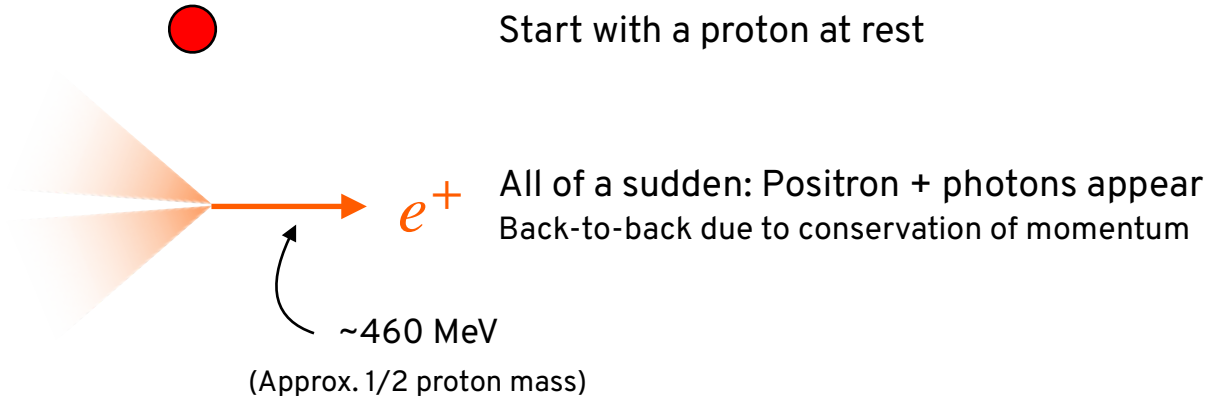 Start with a proton at rest
e+ All of a sudden: Positron + photons appear
Back-to-back due to conservation of momentum
~460 MeV
(Approx. 1/2 proton mass)